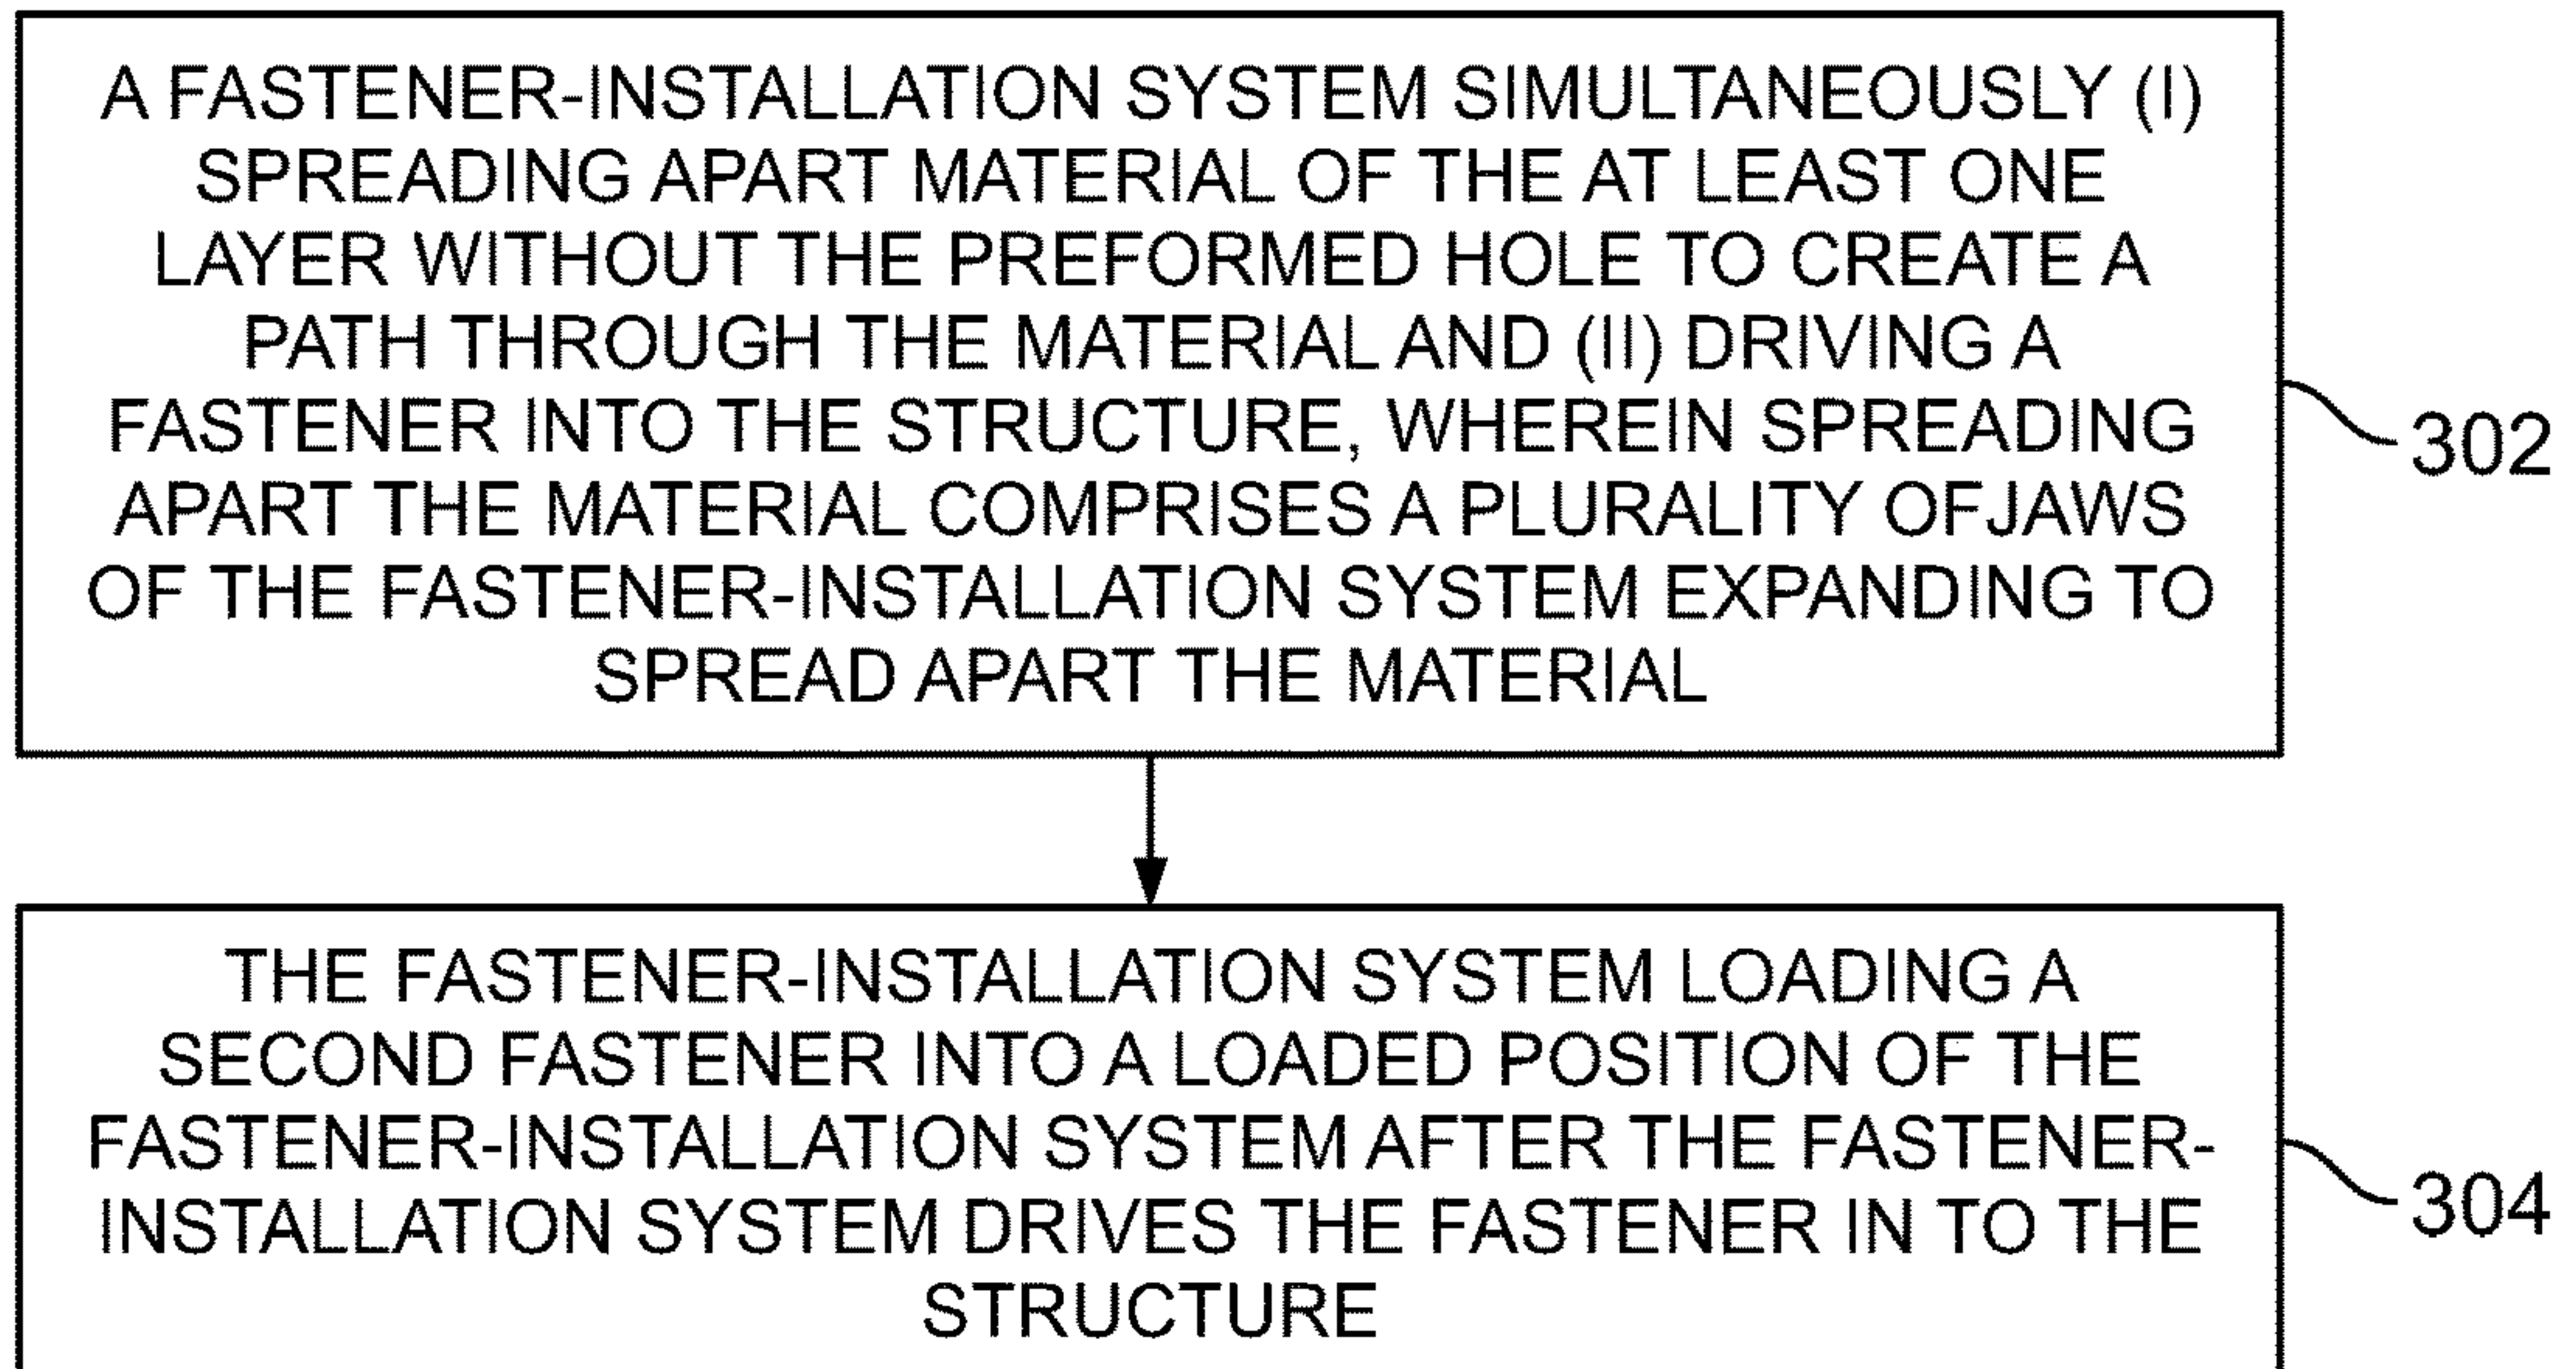 A FASTENER-INSTALLATION SYSTEM SIMULTANEOUSLY (I)
SPREADING APART MATERIAL OF THE AT LEAST ONE
LAYER WITHOUT THE PREFORMED HOLE TO CREATE A
PATH THROUGH THE MATERIAL AND (II) DRIVING A
FASTENER INTO THE STRUCTURE, WHEREIN SPREADING
APART THE MATERIAL COMPRISES A PLURALITY OFJAWS
OF THE FASTENER-INSTALLATION SYSTEM EXPANDING TO
SPREAD APART THE MATERIAL
302
THE FASTENER-INSTALLATION SYSTEM LOADING A
SECOND FASTENER INTO A LOADED POSITION OF THE
FASTENER-INSTALLATION SYSTEM AFTER THE FASTENER-
INSTALLATION SYSTEM DRIVES THE FASTENER IN TO THE
STRUCTURE
304